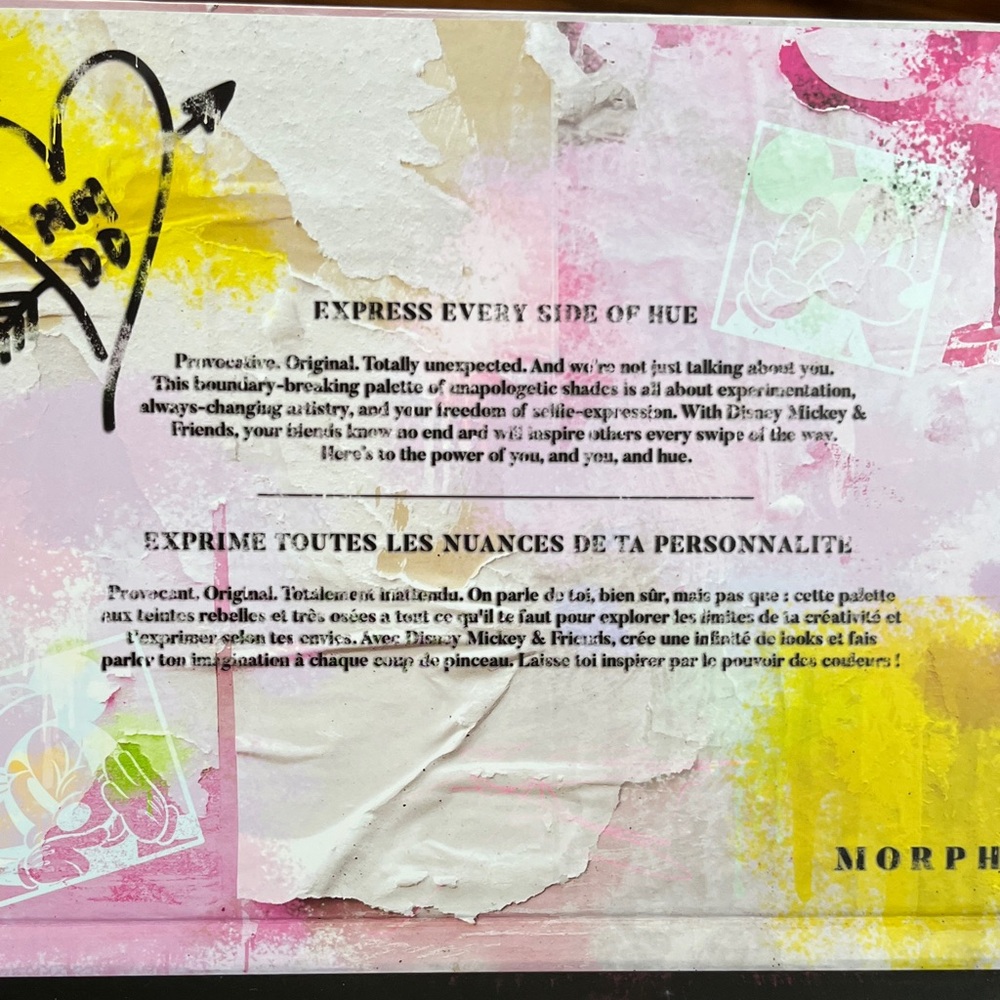 MM
DD
EXPRESS EVERY SIDE OF HUE
Provocative. Original. Totally unexpected. And we're not just talking about you.
This boundary-breaking palette of unapologetic shades is all about experimentation,
always-changing artistry, and your freedom of selfie-expression. With Disney Mickey &
Friends, your blends know no end and will inspire others every swipe of the way.
Here's to the power of you, and you, and hue.
EXPRIME TOUTES LES NUANCES DE TA PERSONNALITÉ
Provocant. Original. Totalement inattendu. On parle de toi, bien sûr, mais pas que : cette palette
aux teintes rebelles et très osées a tout ce qu'il te faut pour explorer les limites de ta créativité et
t'exprimer selon tes envies. Avec Disney Mickey & Friends, crée une infinité de looks et fais
parler ton imagination à chaque coup de pinceau. Laisse toi inspirer par le pouvoir des couleurs !
MORPH